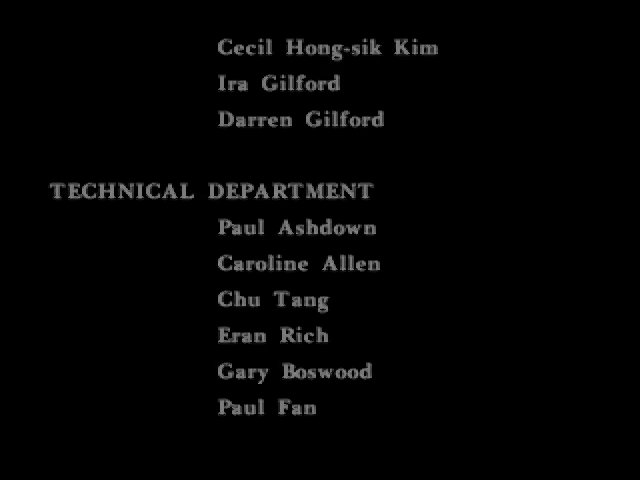 Cecil Hong-sik Kim
Ira Gilford
Darren Gilford
TECHNICAL DEPARTMENT
Paul Ashdown
Caroline Allen
Chu Tang
Eran Rich
Gary Boswood
Paul Fan